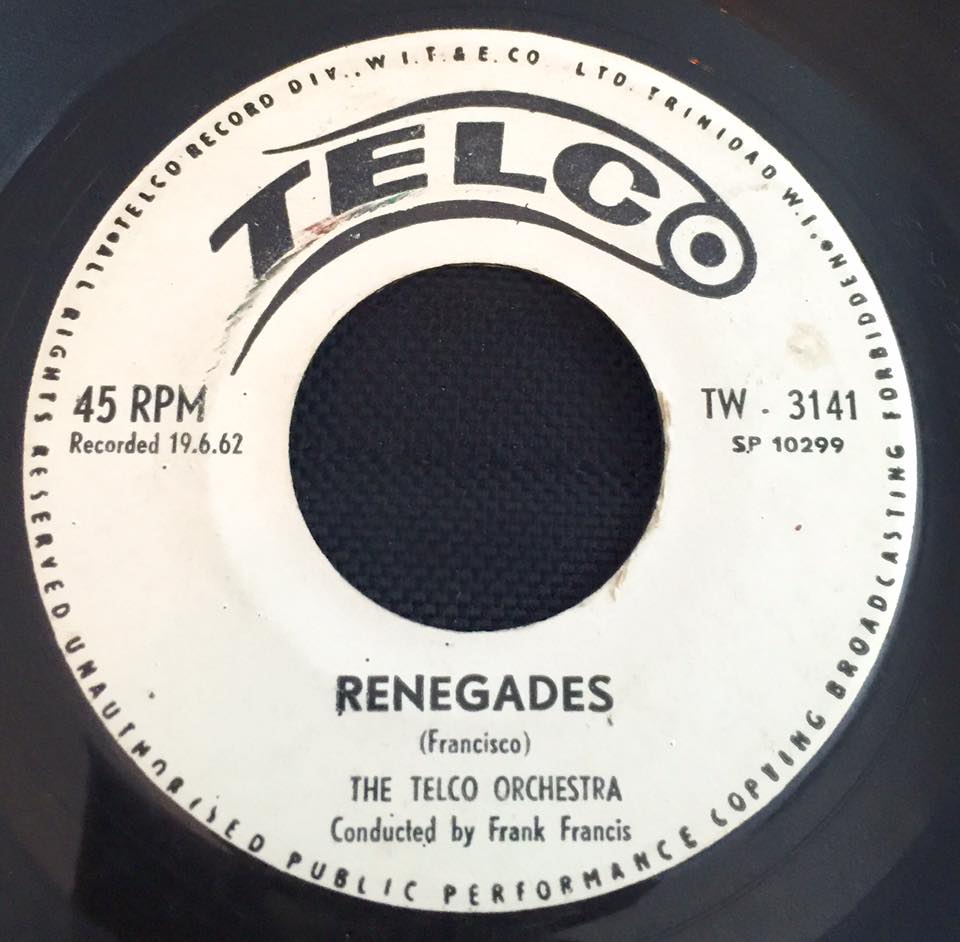 TELCO RECORD DIV., W.I.T.&E.CO. LTD. TRINIDAD W.I.
TELCO
45 RPM
Recorded 19.6.62
TW - 3141
SP 10299
RENEGADES
(Francisco)
THE TELCO ORCHESTRA
Conducted by Frank Francis
ALL RIGHTS RESERVED UNAUTHORISED PUBLIC PERFORMANCE COPYING BROADCASTING FORBIDDEN